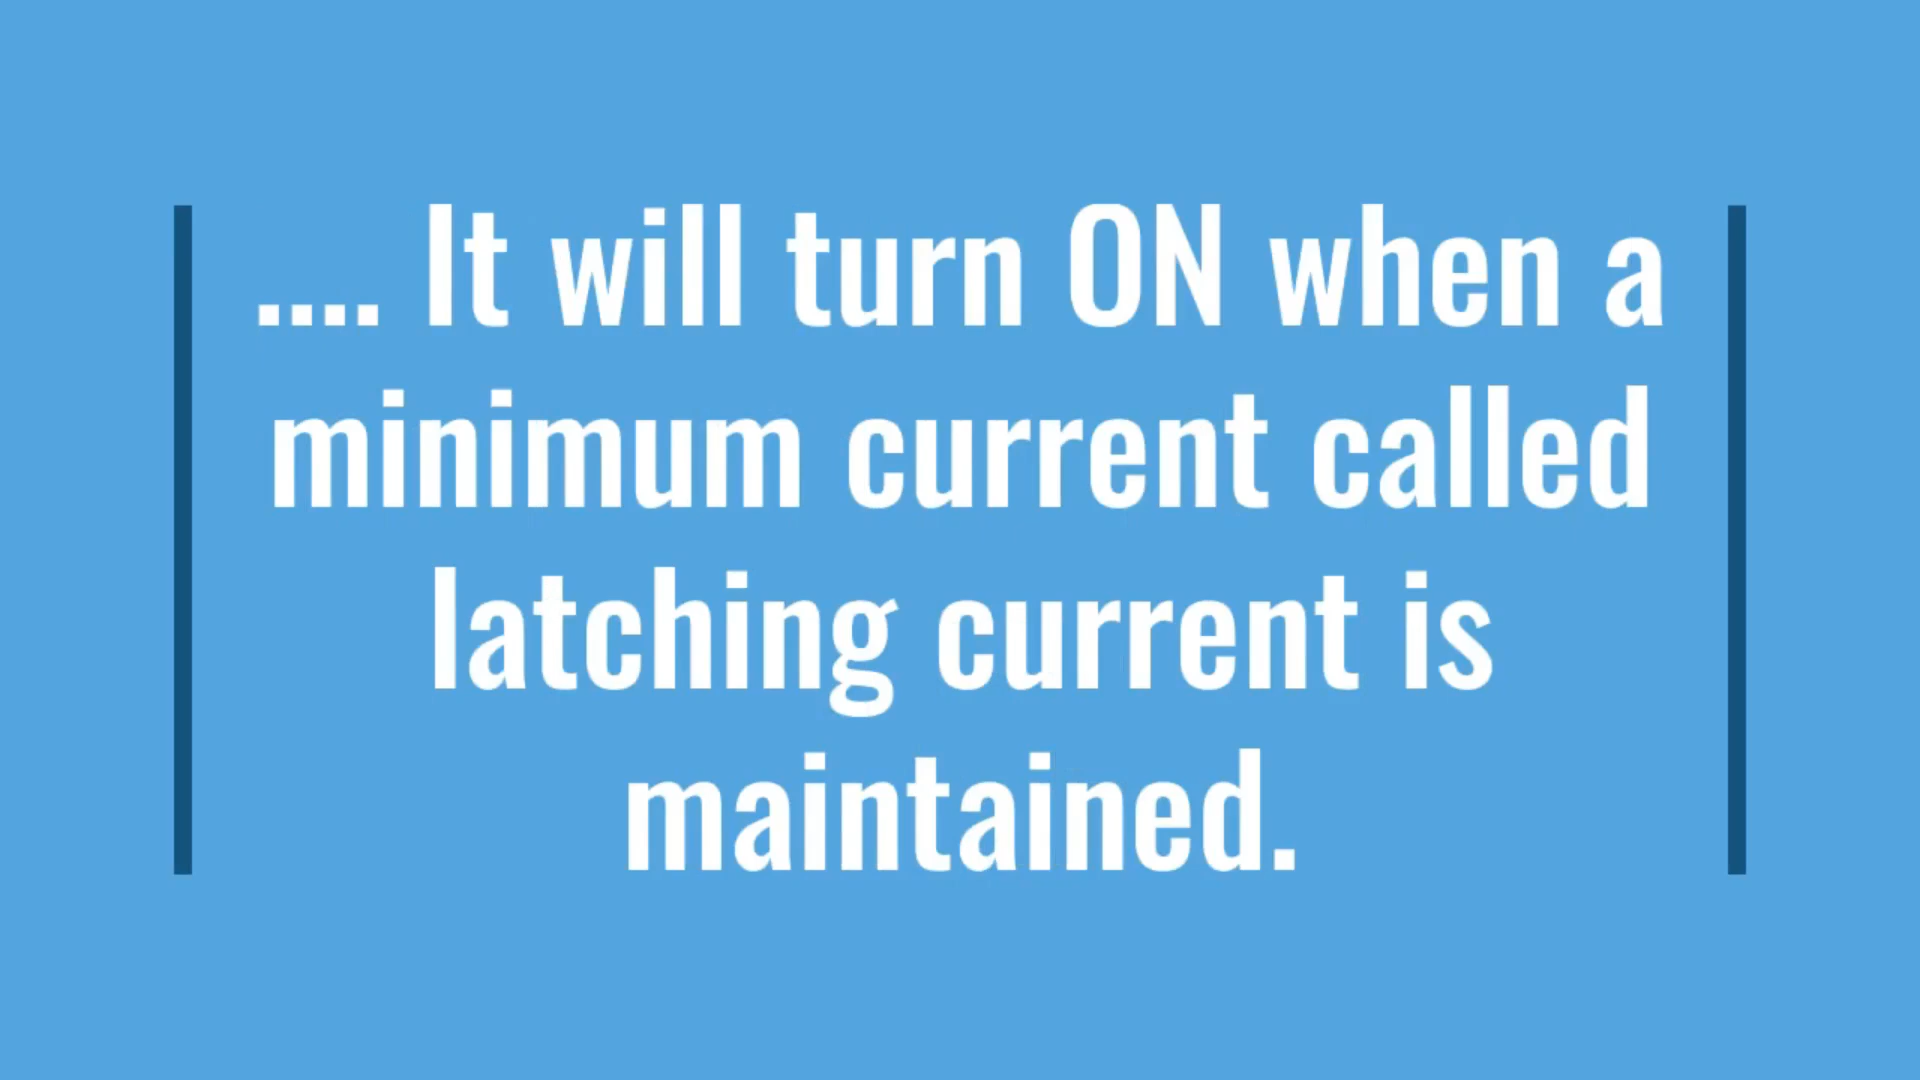 .... It will turn ON when a
minimum current called
latching current is
maintained.